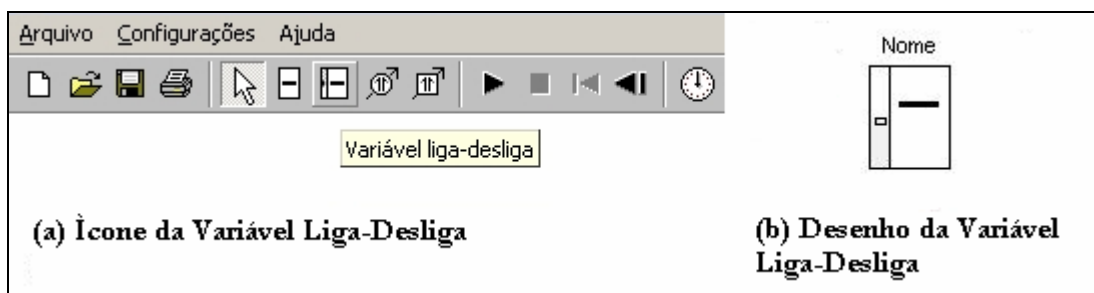 Arquivo Configurações Ajuda
Variável liga-desliga
(a) Ìcone da Variável Liga-Desliga
Nome
(b) Desenho da Variável
Liga-Desliga